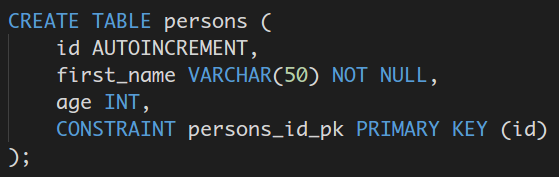 CREATE TABLE persons (
    id AUTOINCREMENT,
    first_name VARCHAR(50) NOT NULL,
    age INT,
    CONSTRAINT persons_id_pk PRIMARY KEY (id)
);